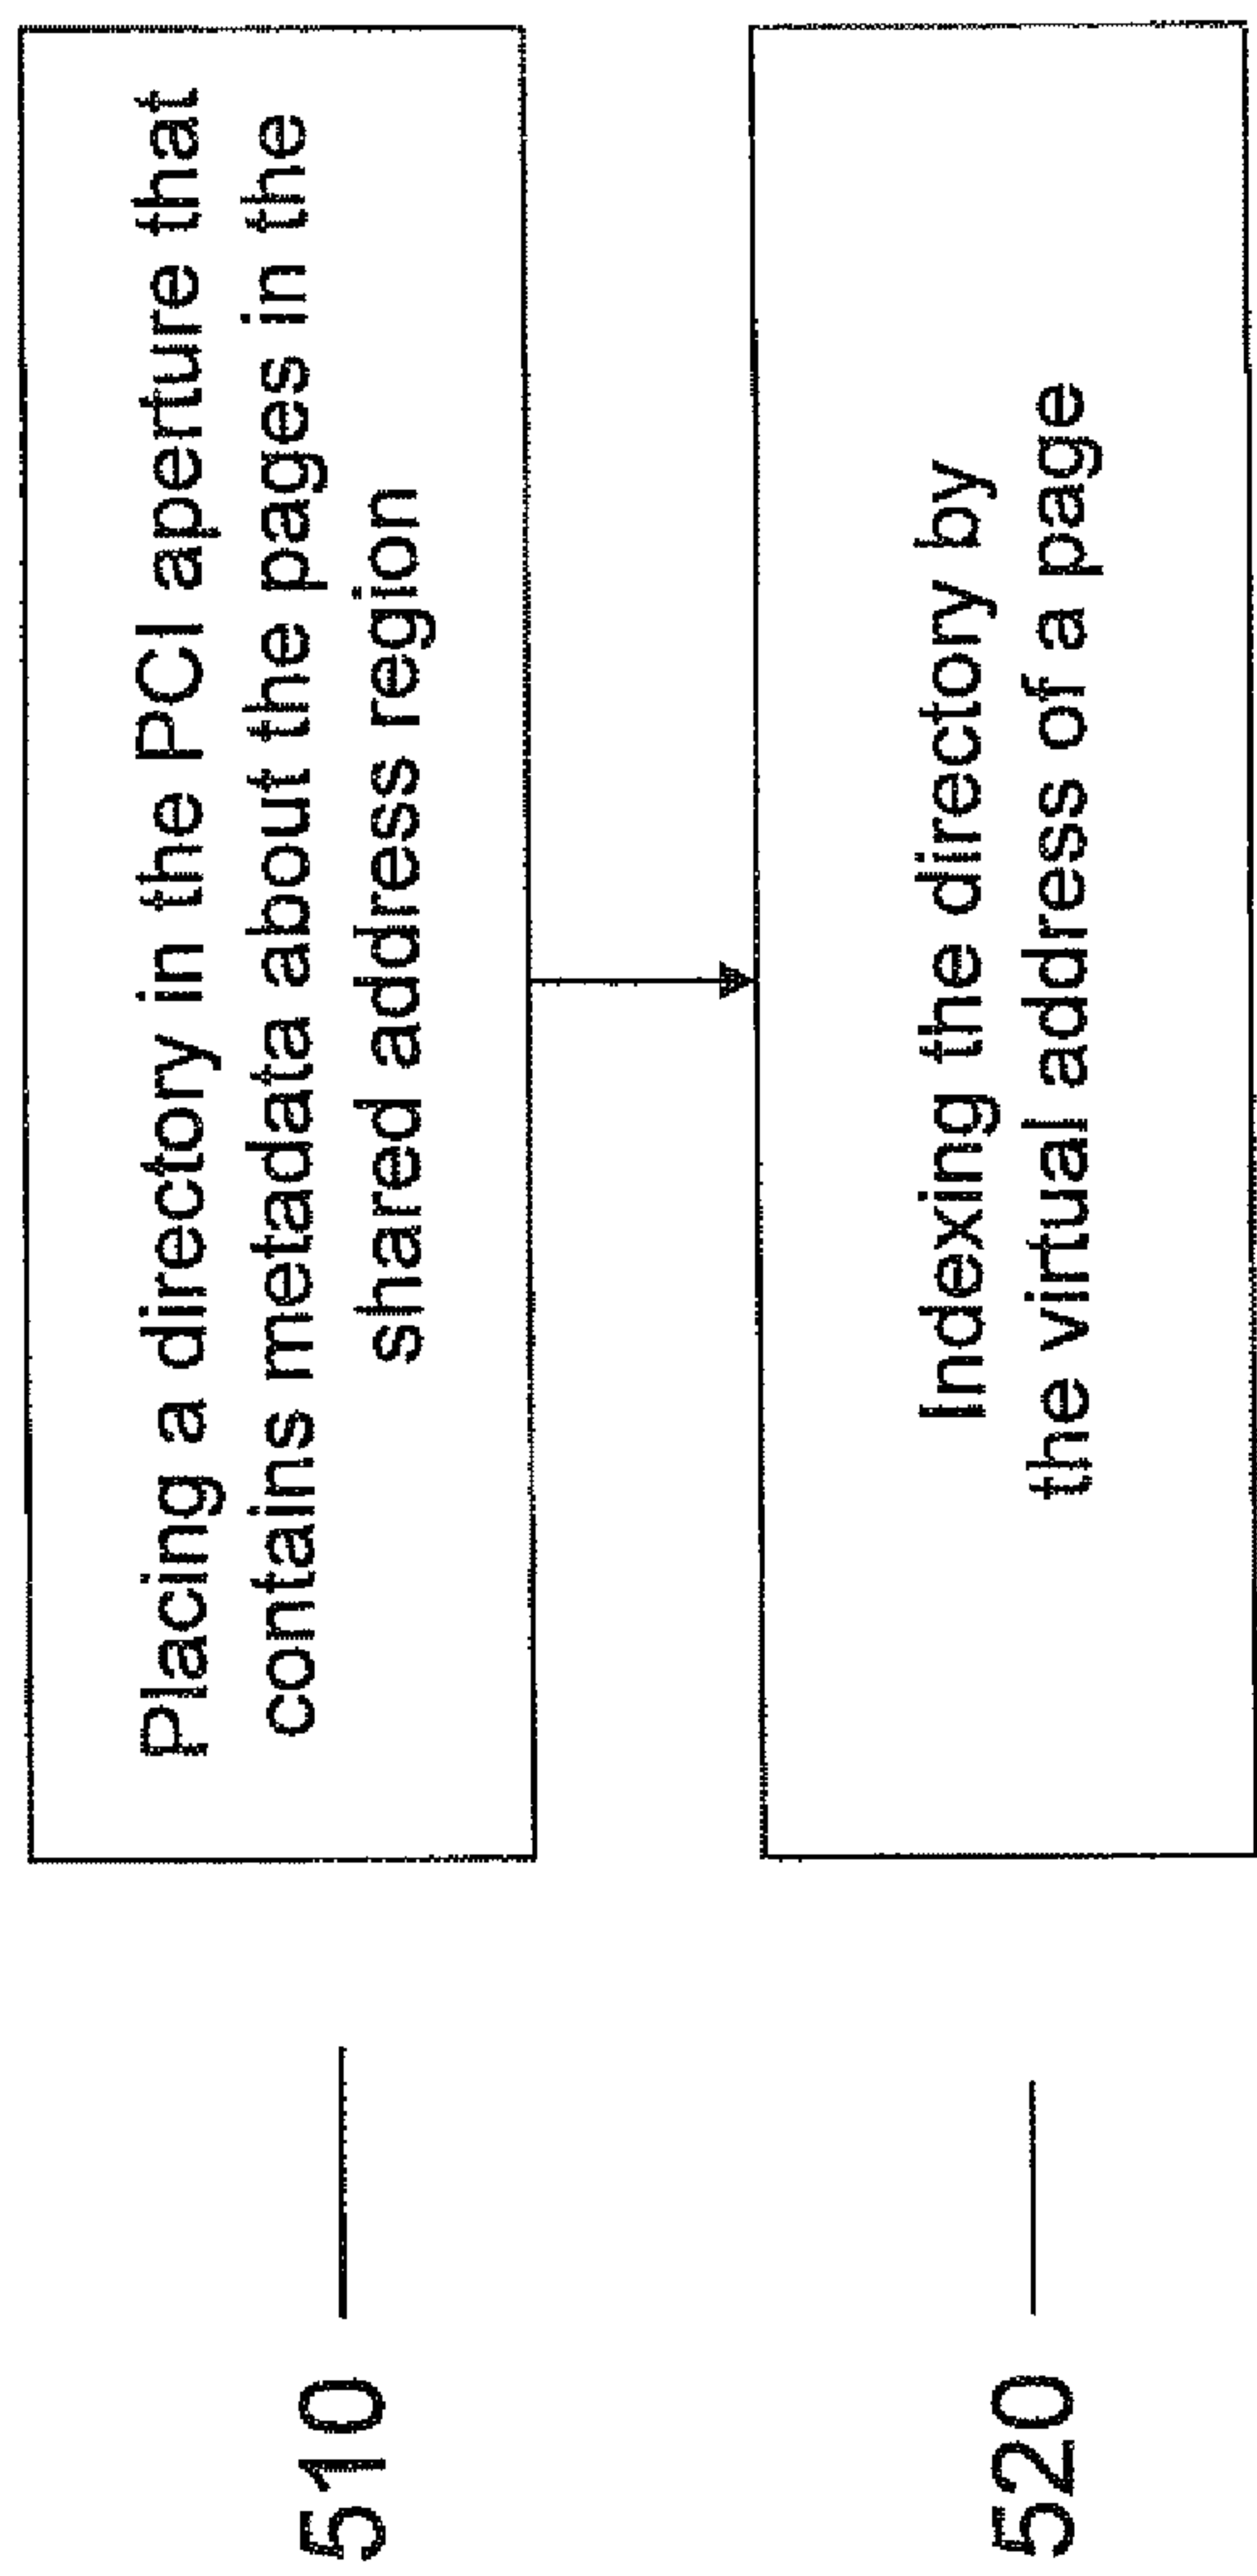 510
Placing a directory in the PCI aperture that
contains metadata about the pages in the
shared address region
520
Indexing the directory by
the virtual address of a page